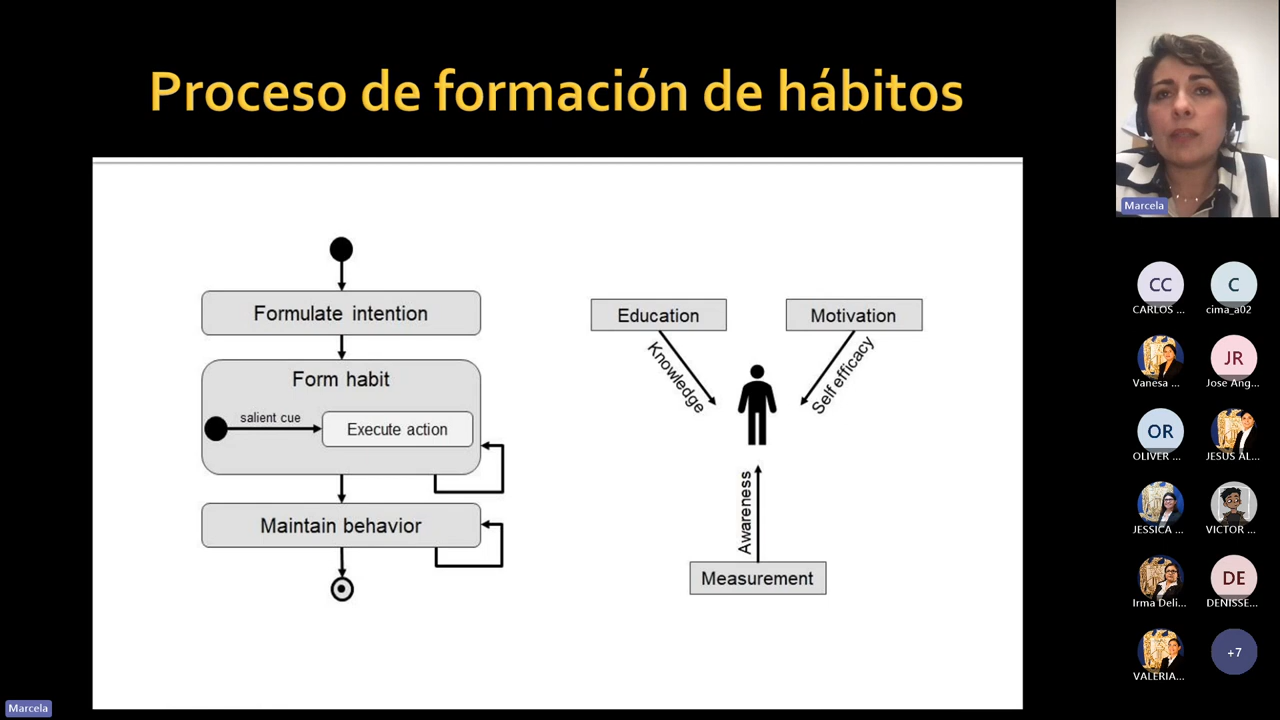 Proceso de formación de hábitos
Formulate intention
Form habit
salient cue
Execute action
Maintain behavior
Education
Motivation
Knowledge
Self efficacy
Awareness
Measurement
Marcela
CC
C
CARLOS ...
cima_a02
JR
Vanesa ...
Jose Ang...
OR
OLIVER ...
JESUS AL...
JESSICA ...
VICTOR ...
DE
Irma Deli...
DENISSE...
+7
VALERIA...
Marcela